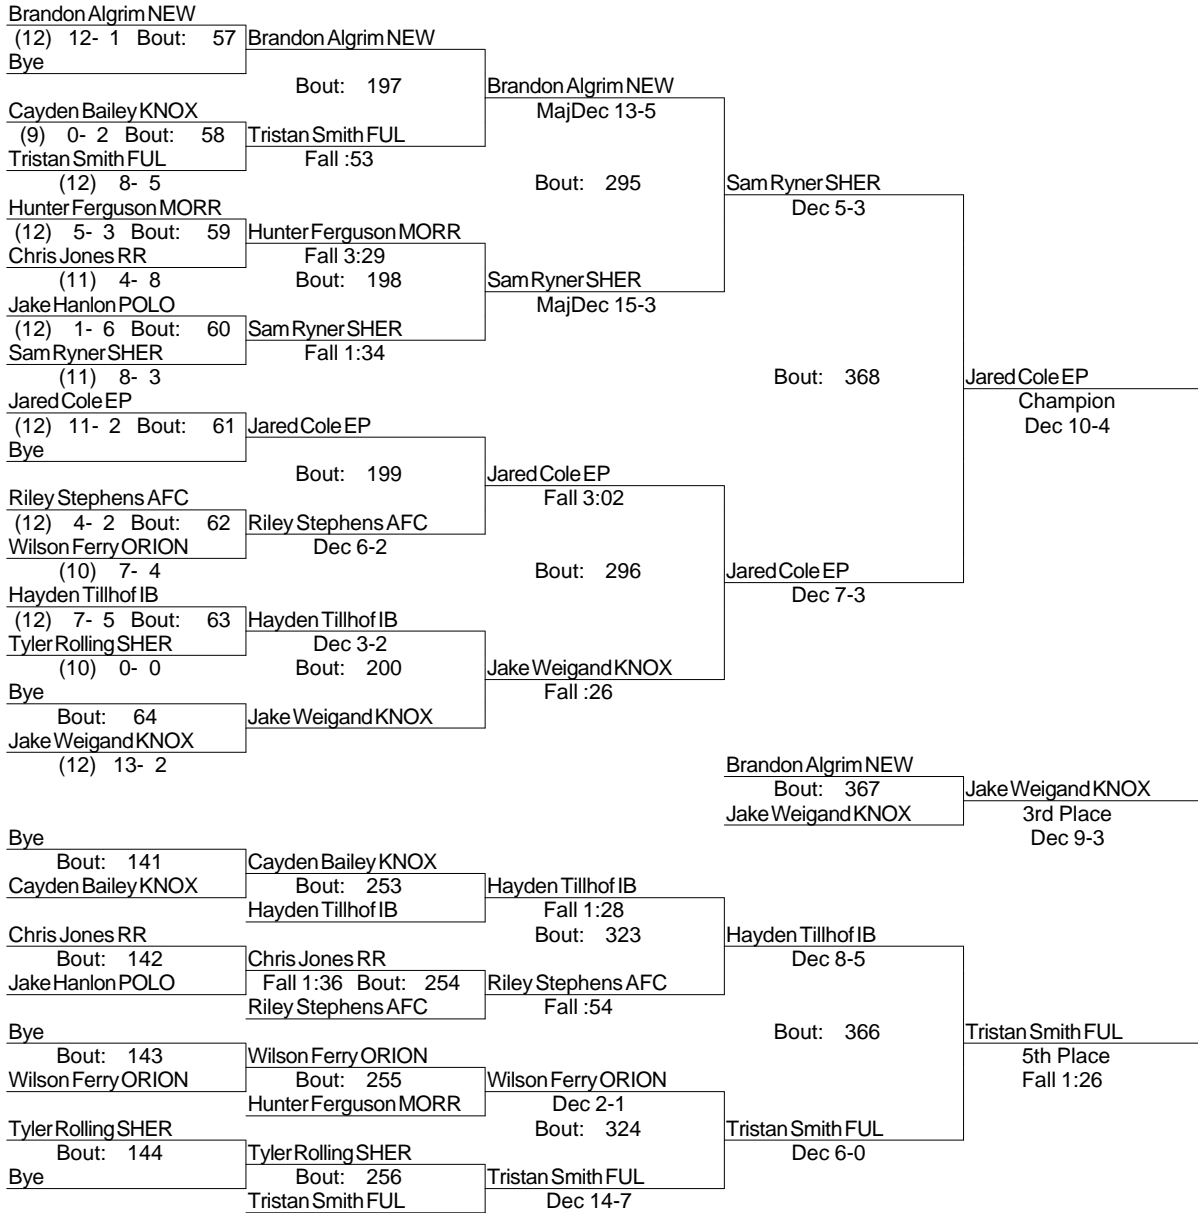 Brandon Algrim NEW
(12) 12- 1 Bout: 57 Brandon Algrim NEW
Bye
Bout: 197 Brandon Algrim NEW
Cayden Bailey KNOX MajDec 13-5
(9) 0- 2 Bout: 58 Tristan Smith FUL
Tristan Smith FUL Fall :53
(12) 8- 5 Bout: 295 Sam Ryner SHER
Hunter Ferguson MORR Dec 5-3
(12) 5- 3 Bout: 59 Hunter Ferguson MORR
Chris Jones RR Fall 3:29
(11) 4- 8 Bout: 198 Sam Ryner SHER
Jake Hanlon POLO MajDec 15-3
(12) 1- 6 Bout: 60 Sam Ryner SHER
Sam Ryner SHER Fall 1:34
(11) 8- 3 Bout: 368 Jared Cole EP
Jared Cole EP Champion
(12) 11- 2 Bout: 61 Jared Cole EP Dec 10-4
Bye
Bout: 199 Jared Cole EP
Riley Stephens AFC Fall 3:02
(12) 4- 2 Bout: 62 Riley Stephens AFC
Wilson Ferry ORION Dec 6-2
(10) 7- 4 Bout: 296 Jared Cole EP
Hayden Tillhof IB Dec 7-3
(12) 7- 5 Bout: 63 Hayden Tillhof IB
Tyler Rolling SHER Dec 3-2
(10) 0- 0 Bout: 200 Jake Weigand KNOX
Bye Fall :26
Bout: 64 Jake Weigand KNOX
Jake Weigand KNOX
(12) 13- 2 Brandon Algrim NEW
Bout: 367 Jake Weigand KNOX
Jake Weigand KNOX 3rd Place
Bye Dec 9-3
Bout: 141 Cayden Bailey KNOX
Cayden Bailey KNOX Bout: 253 Hayden Tillhof IB
Hayden Tillhof IB Fall 1:28
Chris Jones RR Bout: 323 Hayden Tillhof IB
Bout: 142 Chris Jones RR Dec 8-5
Jake Hanlon POLO Fall 1:36 Bout: 254 Riley Stephens AFC
Riley Stephens AFC Fall :54
Bye Bout: 366 Tristan Smith FUL
Bout: 143 Wilson Ferry ORION 5th Place
Wilson Ferry ORION Bout: 255 Wilson Ferry ORION Fall 1:26
Hunter Ferguson MORR Dec 2-1
Tyler Rolling SHER Bout: 324 Tristan Smith FUL
Bout: 144 Tyler Rolling SHER Dec 6-0
Bye Bout: 256 Tristan Smith FUL
Tristan Smith FUL Dec 14-7